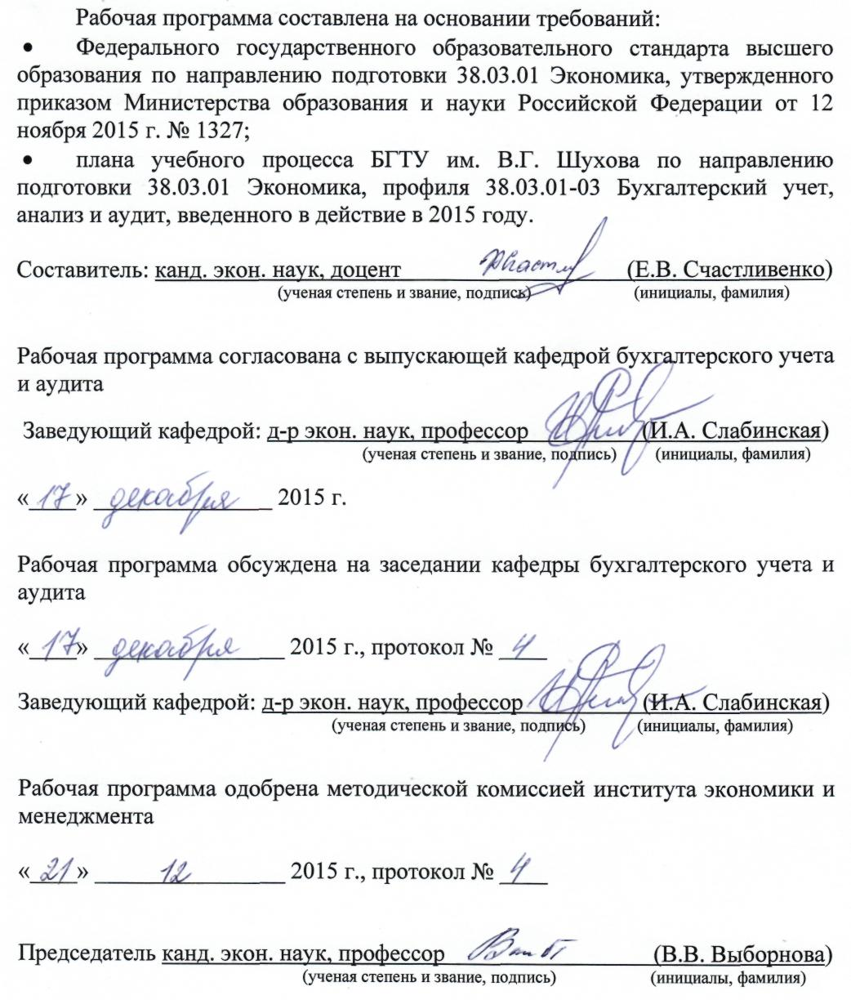 Рабочая программа составлена на основании требований:
• Федерального государственного образовательного стандарта высшего
образования по направлению подготовки 38.03.01 Экономика, утвержденного
приказом Министерства образования и науки Российской Федерации от 12
ноября 2015 г. № 1327;
• плана учебного процесса БГТУ им. В.Г. Шухова по направлению
подготовки 38.03.01 Экономика, профиля 38.03.01-03 Бухгалтерский учет,
анализ и аудит, введенного в действие в 2015 году.
Составитель: канд. экон. наук, доцент (Е.В. Счастливенко)
(ученая степень и звание, подпись) (инициалы, фамилия)
Рабочая программа согласована с выпускающей кафедрой бухгалтерского учета
и аудита
Заведующий кафедрой: д-р экон. наук, профессор (И.А. Слабинская)
(ученая степень и звание, подпись) (инициалы, фамилия)
«17» декабря 2015 г.
Рабочая программа обсуждена на заседании кафедры бухгалтерского учета и
аудита
«17» декабря 2015 г., протокол № 4
Заведующий кафедрой: д-р экон. наук, профессор (И.А. Слабинская)
(ученая степень и звание, подпись) (инициалы, фамилия)
Рабочая программа одобрена методической комиссией института экономики и
менеджмента
«21» 12 2015 г., протокол № 4
Председатель канд. экон. наук, профессор (В.В. Выборнова)
(ученая степень и звание, подпись) (инициалы, фамилия)